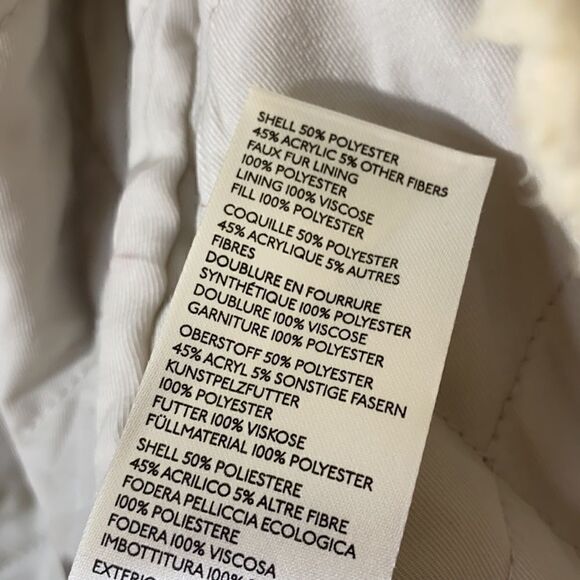 SHELL 50% POLYESTER
45% ACRYLIC 5% OTHER FIBERS
FAUX FUR LINING
100% POLYESTER
LINING 100% VISCOSE
FILL 100% POLYESTER
COQUILLE 50% POLYESTER
45% ACRYLIQUE 5% AUTRES
FIBRES
DOUBLURE EN FOURRURE
SYNTHÉTIQUE 100% POLYESTER
DOUBLURE 100% VISCOSE
GARNITURE 100% POLYESTER
OBERSTOFF 50% POLYESTER
45% ACRYL 5% SONSTIGE FASERN
KUNSTPELZFUTTER
100% POLYESTER
FUTTER 100% VISKOSE
FÜLLMATERIAL 100% POLYESTER
SHELL 50% POLIESTERE
45% ACRILICO 5% ALTRE FIBRE
FODERA PELLICCIA ECOLOGICA
100% POLIESTERE
FODERA 100% VISCOSA
IMBOTTITURA 100%